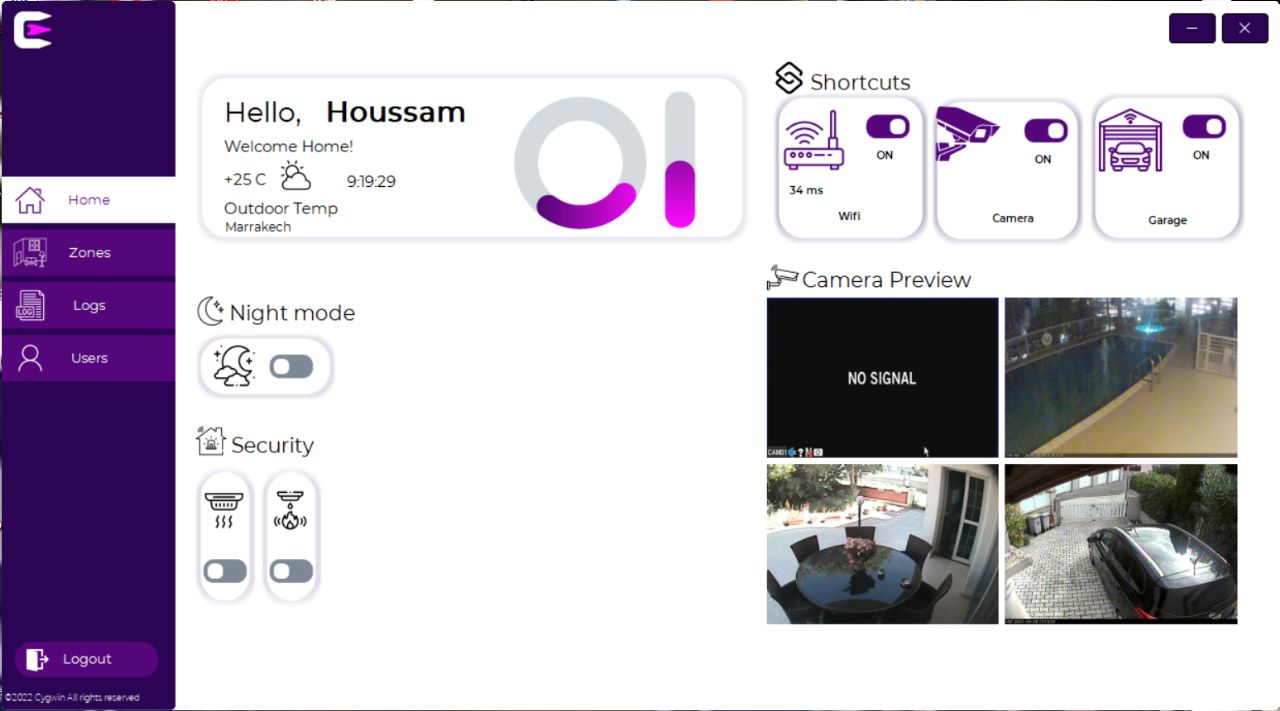 Home
Zones
Logs
Users
Logout
©2022 Cygwin All rights reserved
Hello, Houssam
Welcome Home!
+25 C 9:19:29
Outdoor Temp
Marrakech
Night mode
Security
Shortcuts
ON
34 ms
Wifi
ON
Camera
ON
Garage
Camera Preview
NO SIGNAL
CAM01
LOG